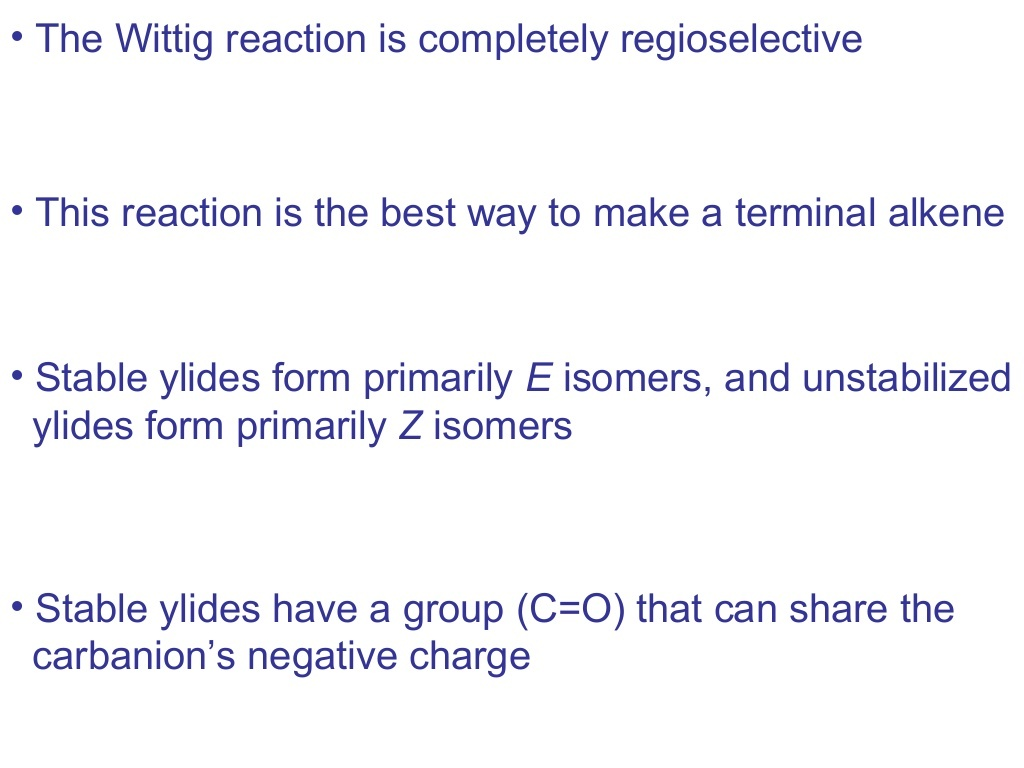 • The Wittig reaction is completely regioselective
• This reaction is the best way to make a terminal alkene
• Stable ylides form primarily E isomers, and unstabilized
ylides form primarily Z isomers
• Stable ylides have a group (C=O) that can share the
carbanion’s negative charge